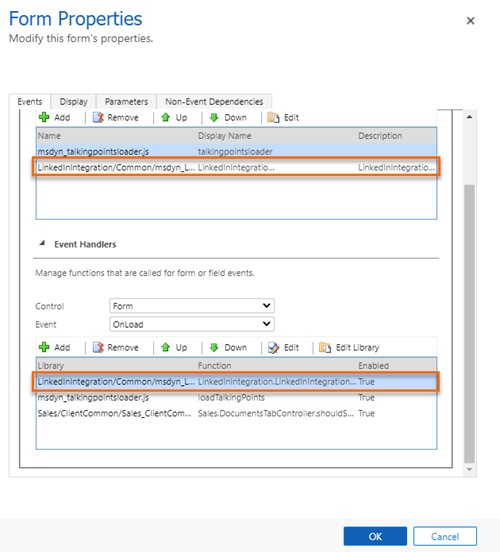 Form Properties
Modify this form's properties.
Events Display Parameters Non-Event Dependencies
Add Remove Up Down Edit
Name Display Name Description
msdyn_talkingpointsloader.js talkingpointsloader
LinkedInIntegration/Common/msdyn_L... LinkedInIntegratio... LinkedInIntegratio...
Event Handlers
Manage functions that are called for form or field events.
Control Form
Event OnLoad
Add Remove Up Down Edit Edit Library
Library Function Enabled
LinkedInIntegration/Common/msdyn_L... LinkedInIntegration.LinkedInIntegration... True
msdyn_talkingpointsloader.js loadTalkingPoints True
Sales/ClientCommon/Sales_ClientCom... Sales.DocumentsTabController.shouldS... True
OK Cancel